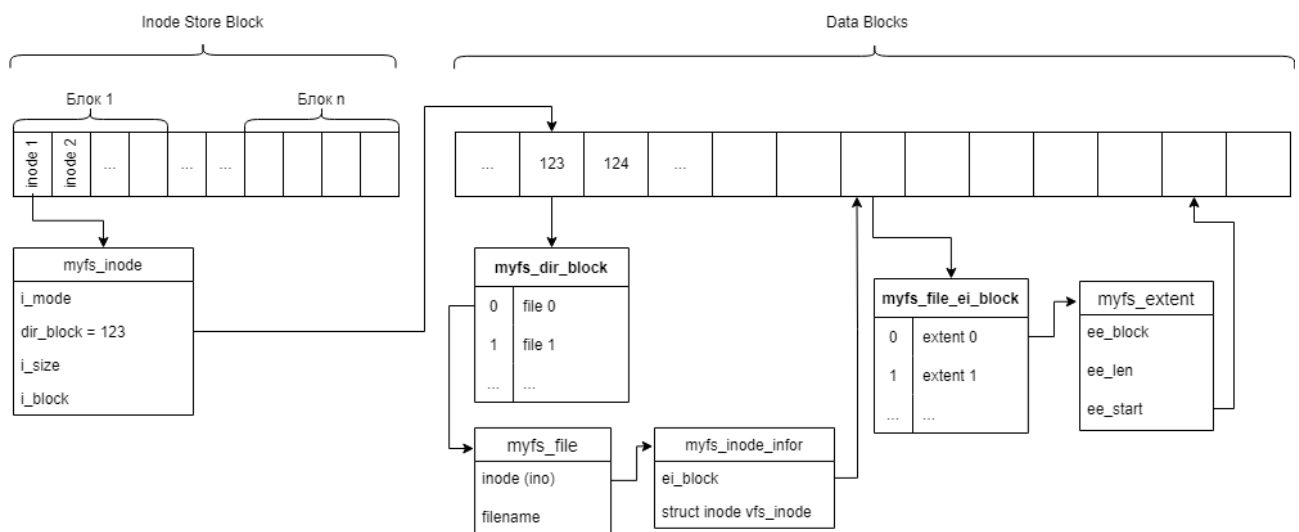 Inode Store Block
Data Blocks
Блок 1
Блок n
inode 1
inode 2
...
...
...
...
123
124
...
myfs_inode
i_mode
dir_block = 123
i_size
i_block
myfs_dir_block
0 file 0
1 file 1
... ...
myfs_file
inode (ino)
filename
myfs_inode_infor
ei_block
struct inode vfs_inode
myfs_file_ei_block
0 extent 0
1 extent 1
... ...
myfs_extent
ee_block
ee_len
ee_start